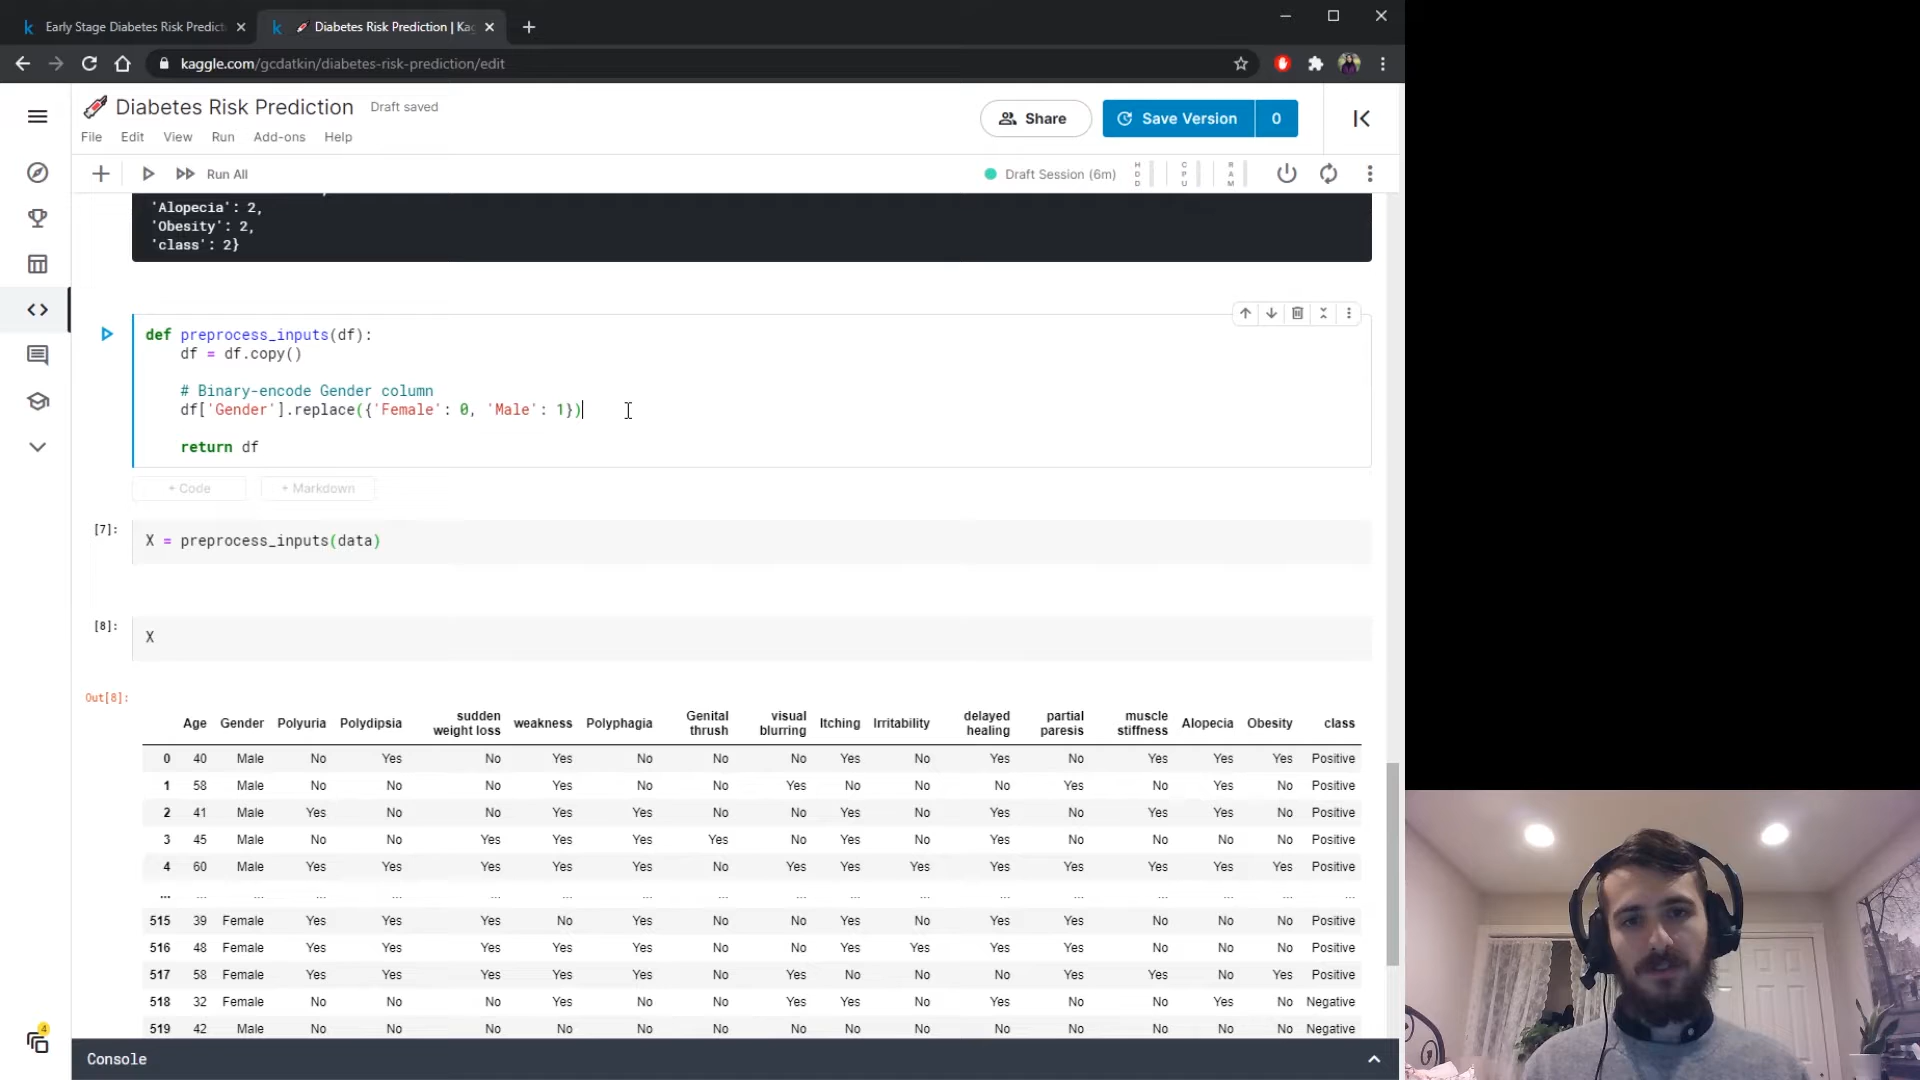 Early Stage Diabetes Risk Predict
Diabetes Risk Prediction | Kag
kaggle.com/gcdatkin/diabetes-risk-prediction/edit
Diabetes Risk Prediction
Draft saved
File Edit View Run Add-ons Help
Share
Save Version 0
Run All
Draft Session (6m)
HDD
CPU
RAM
'Alopecia': 2,
'Obesity': 2,
'class': 2}
def preprocess_inputs(df):
df = df.copy()
# Binary-encode Gender column
df['Gender'].replace({'Female': 0, 'Male': 1})
return df
+ Code + Markdown
[7]:
X = preprocess_inputs(data)
[8]:
X
Out[8]:
Age Gender Polyuria Polydipsia sudden weight loss weakness Polyphagia Genital thrush visual blurring Itching Irritability delayed healing partial paresis muscle stiffness Alopecia Obesity class
0 40 Male No Yes No Yes No No No Yes No Yes No Yes Yes Yes Positive
1 58 Male No No No Yes No No Yes No No No Yes No Yes No Positive
2 41 Male Yes No No Yes Yes No No Yes No Yes No Yes Yes No Positive
3 45 Male No No Yes Yes Yes Yes No Yes No Yes No No No No Positive
4 60 Male Yes Yes Yes Yes Yes No Yes Yes Yes Yes Yes Yes Yes Yes Positive
... ... ... ... ... ... ... ... ... ... ... ... ... ... ... ... ... ...
515 39 Female Yes Yes Yes No Yes No No Yes No Yes Yes No No No Positive
516 48 Female Yes Yes Yes Yes Yes No No Yes Yes Yes Yes No No No Positive
517 58 Female Yes Yes Yes Yes Yes No Yes No No No Yes Yes No Yes Positive
518 32 Female No No No Yes No No Yes Yes No Yes No No Yes No Negative
519 42 Male No No No No No No No No No No No No No No Negative
4
Console